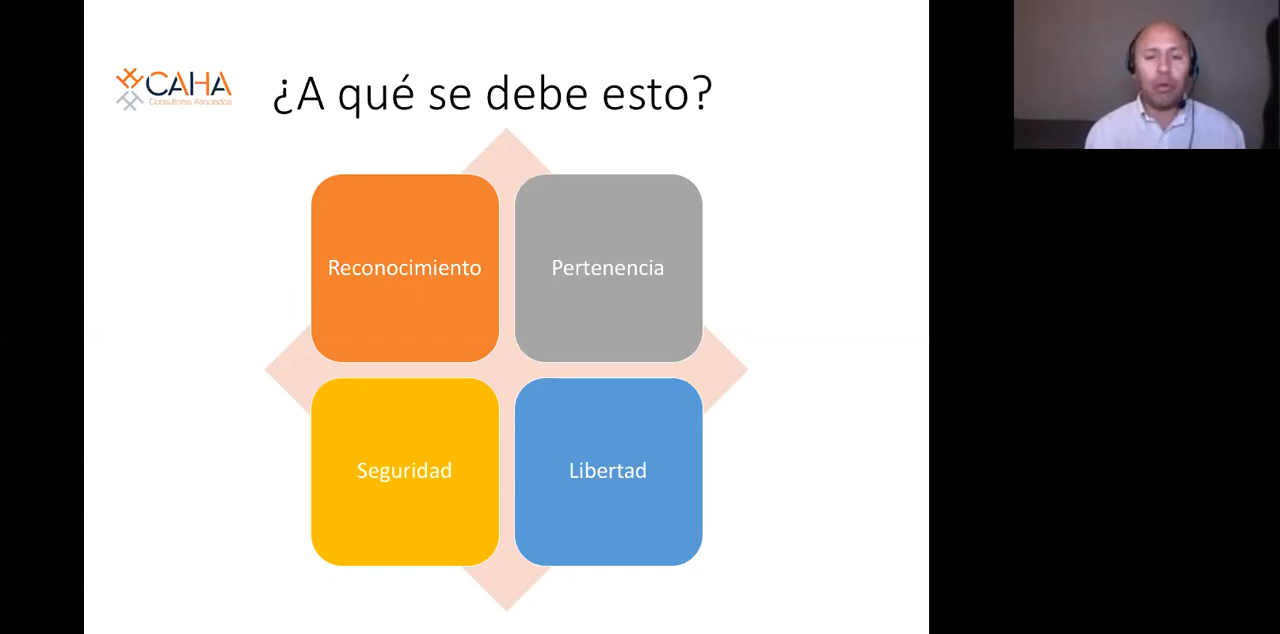 CAHA
Consultores Asociados
¿A qué se debe esto?
Reconocimiento
Pertenencia
Seguridad
Libertad